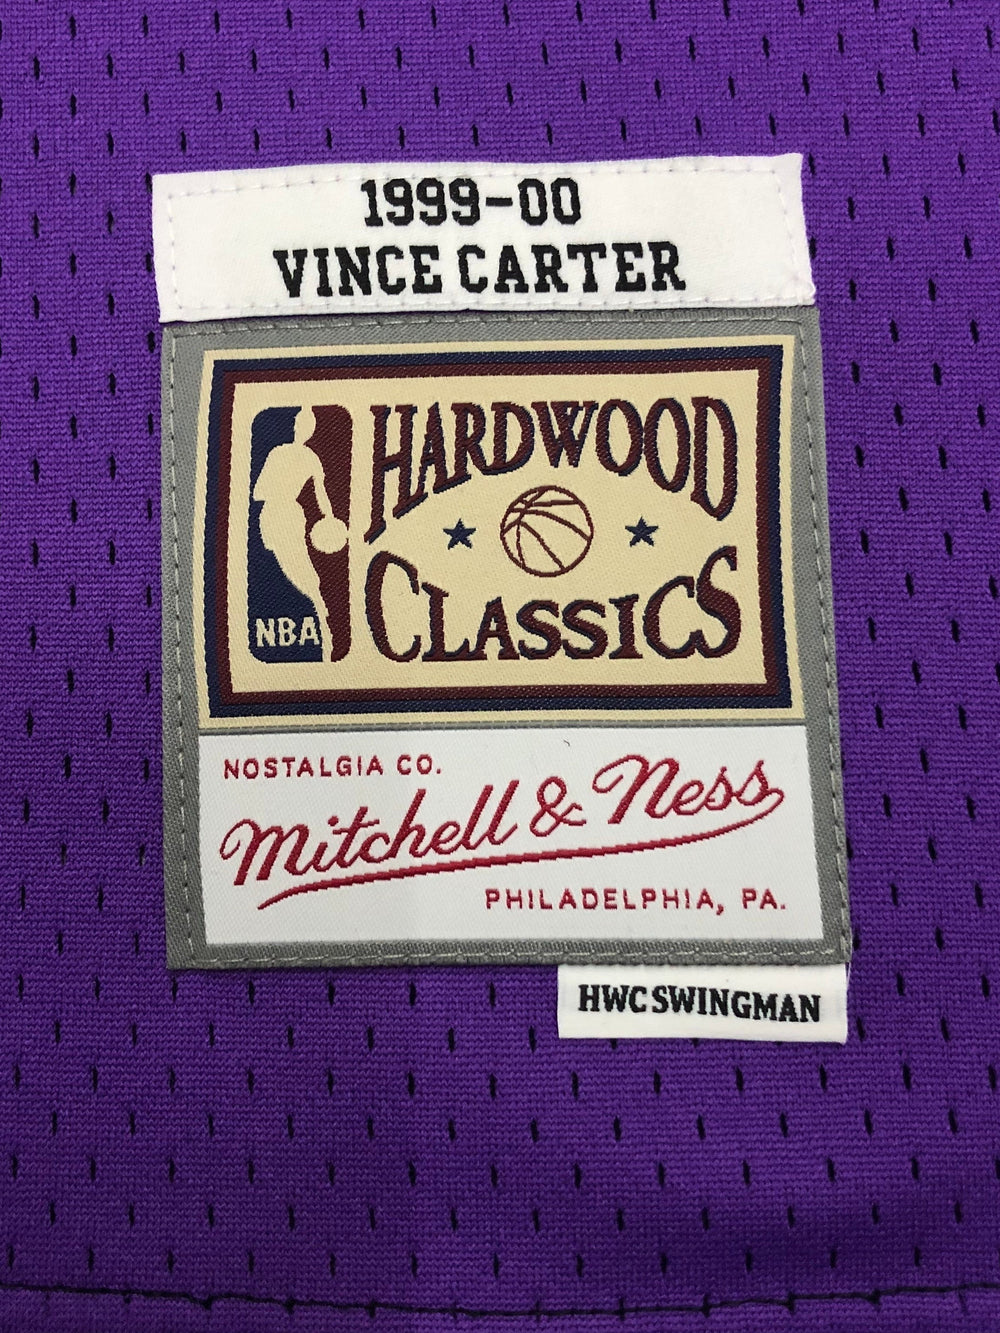 1999-00
VINCE CARTER
HARDWOOD
CLASSICS
NBA
NOSTALGIA CO.
Mitchell & Ness
PHILADELPHIA, PA.
HWC SWINGMAN